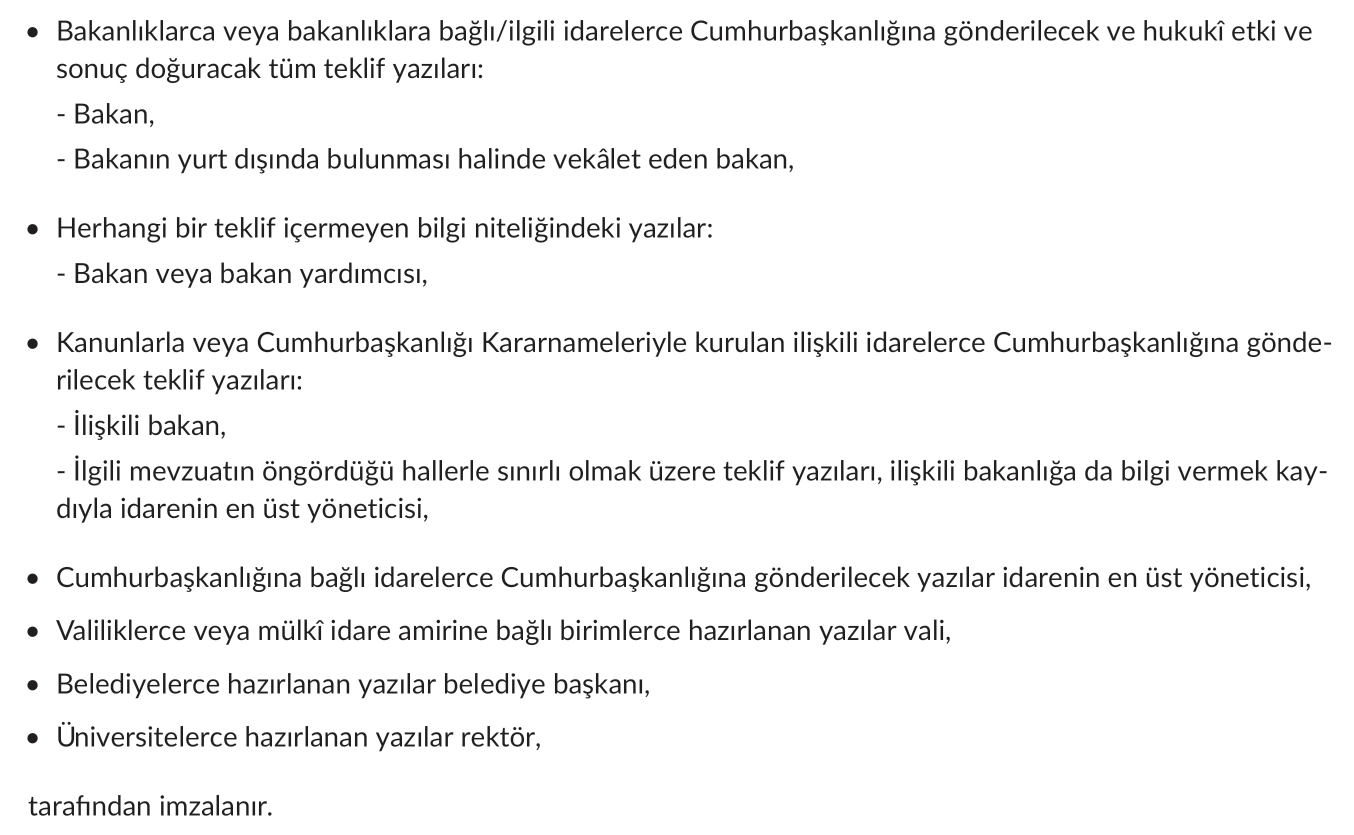 • Bakanlıklarca veya bakanlıklara bağlı/ilgili idarelerce Cumhurbaşkanlığına gönderilecek ve hukukî etki ve
sonuç doğuracak tüm teklif yazıları:
- Bakan,
- Bakanın yurt dışında bulunması halinde vekâlet eden bakan,
• Herhangi bir teklif içermeyen bilgi niteliğindeki yazılar:
- Bakan veya bakan yardımcısı,
• Kanunlarla veya Cumhurbaşkanlığı Kararnameleriyle kurulan ilişkili idarelerce Cumhurbaşkanlığına gönde-
rilecek teklif yazıları:
- İlişkili bakan,
- İlgili mevzuatın öngördüğü hallerle sınırlı olmak üzere teklif yazıları, ilişkili bakanlığa da bilgi vermek kay-
dıyla idarenin en üst yöneticisi,
• Cumhurbaşkanlığına bağlı idarelerce Cumhurbaşkanlığına gönderilecek yazılar idarenin en üst yöneticisi,
• Valiliklerce veya mülkî idare amirine bağlı birimlerce hazırlanan yazılar vali,
• Belediyelerce hazırlanan yazılar belediye başkanı,
• Üniversitelerce hazırlanan yazılar rektör,
tarafından imzalanır.